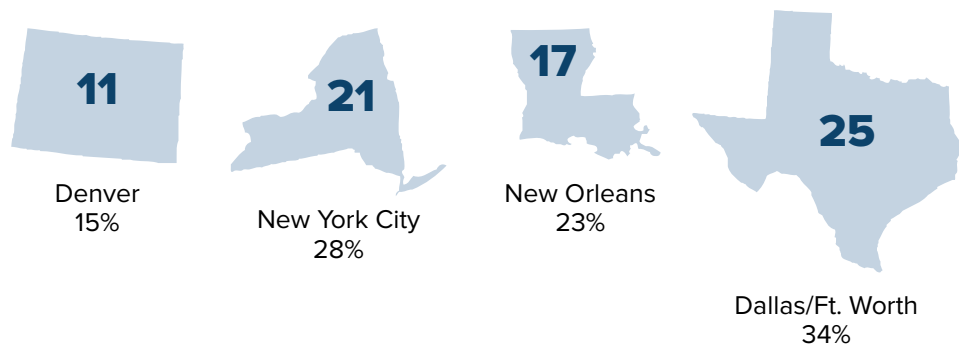 11
Denver
15%
21
New York City
28%
17
New Orleans
23%
25
Dallas/Ft. Worth
34%